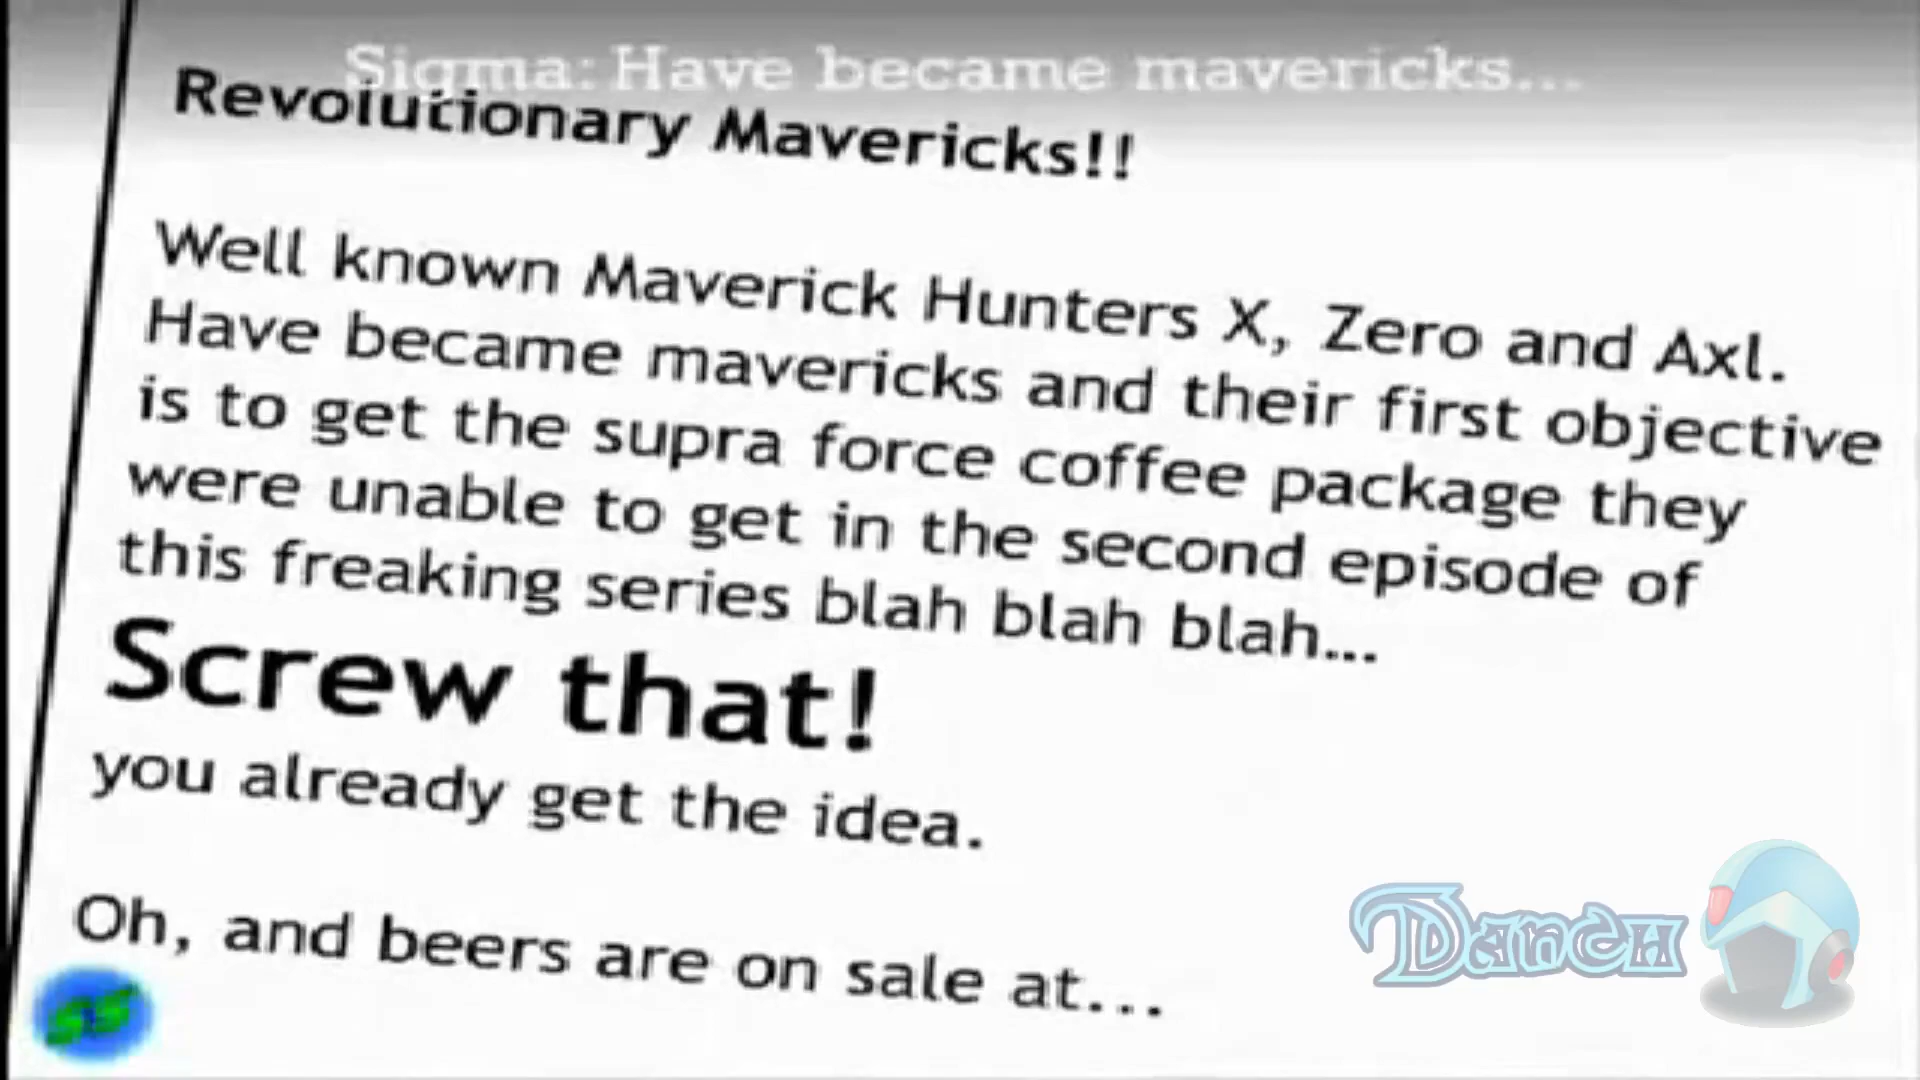 Sigma: Have became mavericks...
Revolutionary Mavericks!!
Well known Maverick Hunters X, Zero and Axl.
Have became mavericks and their first objective
is to get the supra force coffee package they
were unable to get in the second episode of
this freaking series blah blah blah...
Screw that!
you already get the idea.
Oh, and beers are on sale at...
SS